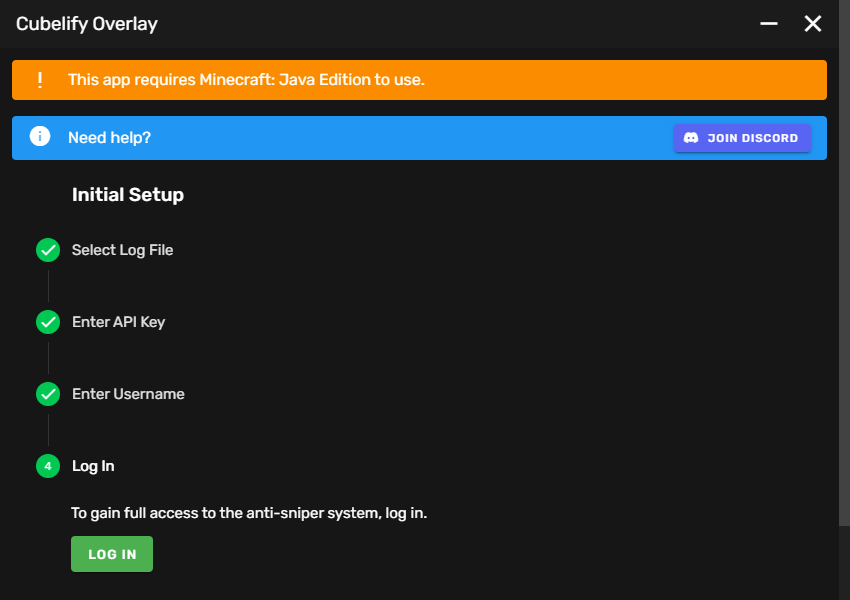 Cubelify Overlay
! This app requires Minecraft: Java Edition to use.
Need help?
JOIN DISCORD
Initial Setup
Select Log File
Enter API Key
Enter Username
4 Log In
To gain full access to the anti-sniper system, log in.
LOG IN